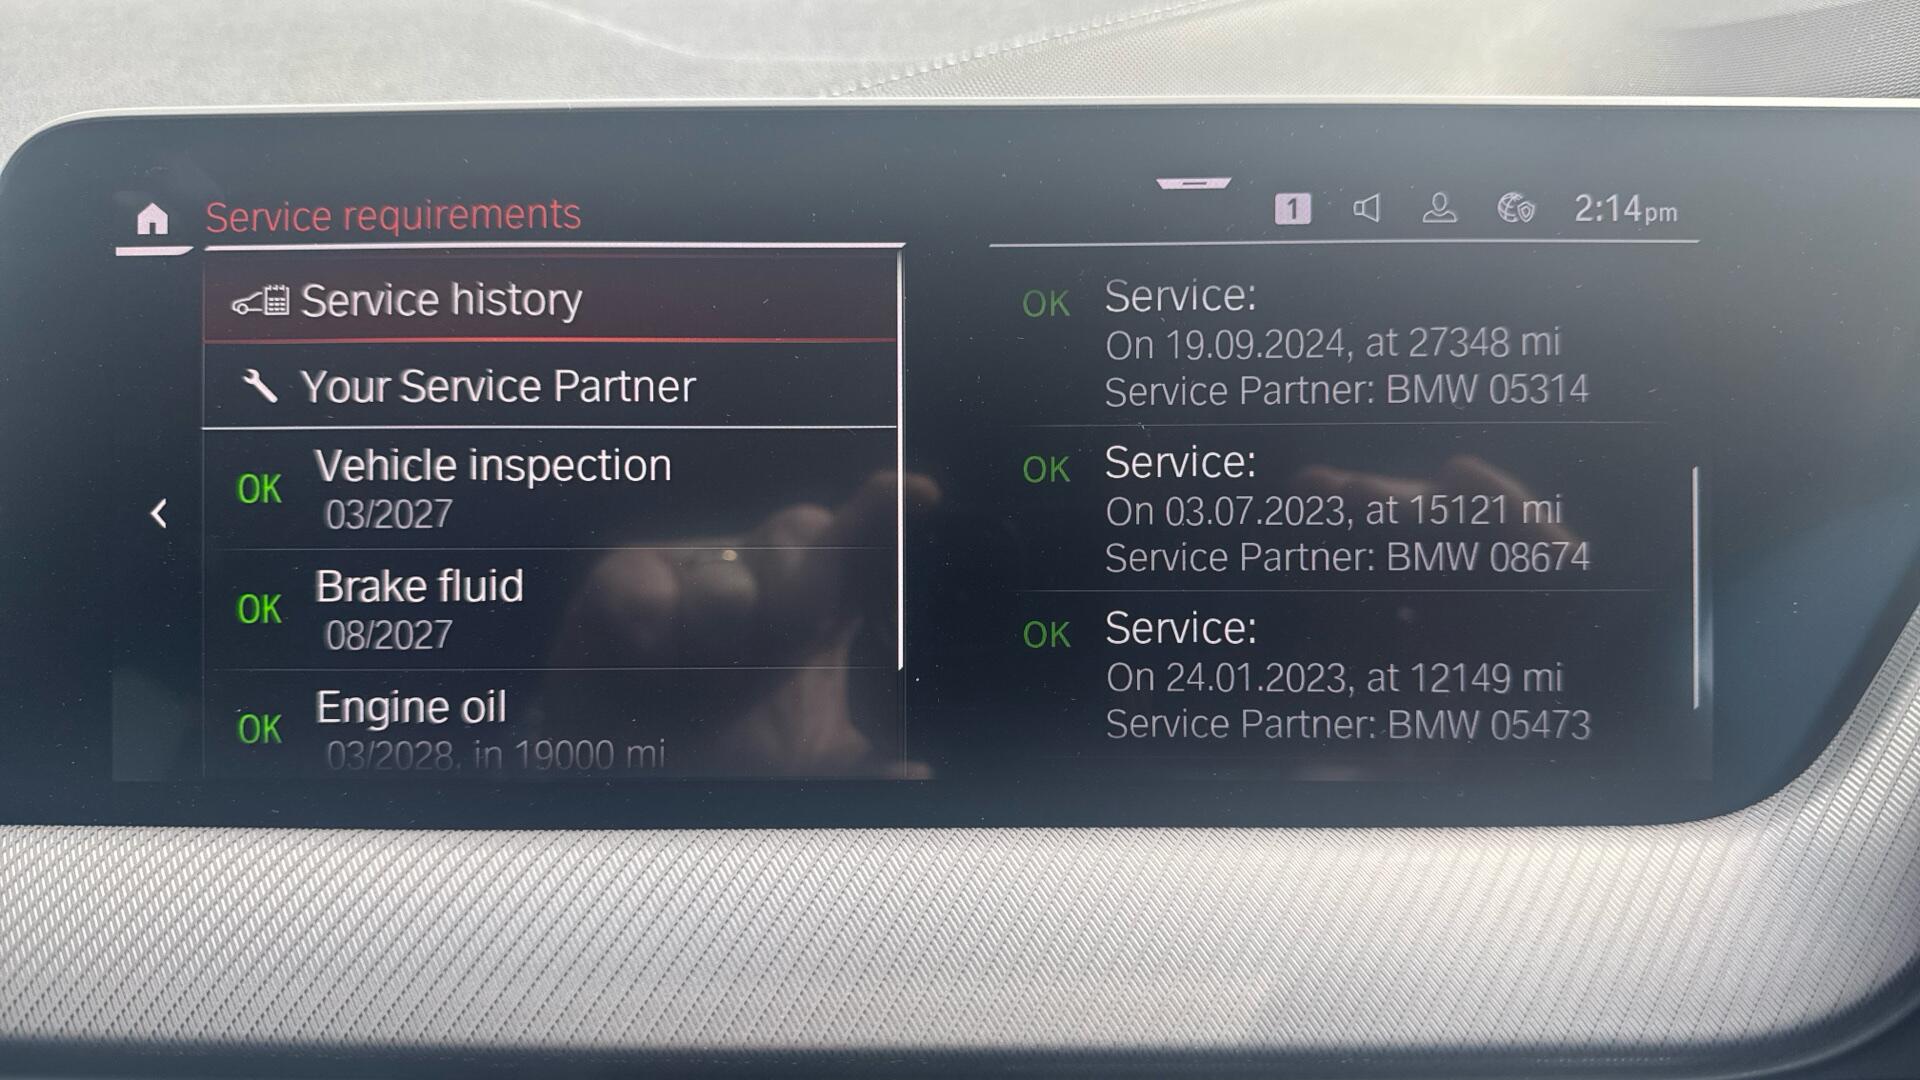 Service requirements
1 2:14pm
Service history
Your Service Partner
OK Vehicle inspection
03/2027
OK Brake fluid
08/2027
OK Engine oil
03/2028, in 19000 mi
OK Service:
On 19.09.2024, at 27348 mi
Service Partner: BMW 05314
OK Service:
On 03.07.2023, at 15121 mi
Service Partner: BMW 08674
OK Service:
On 24.01.2023, at 12149 mi
Service Partner: BMW 05473